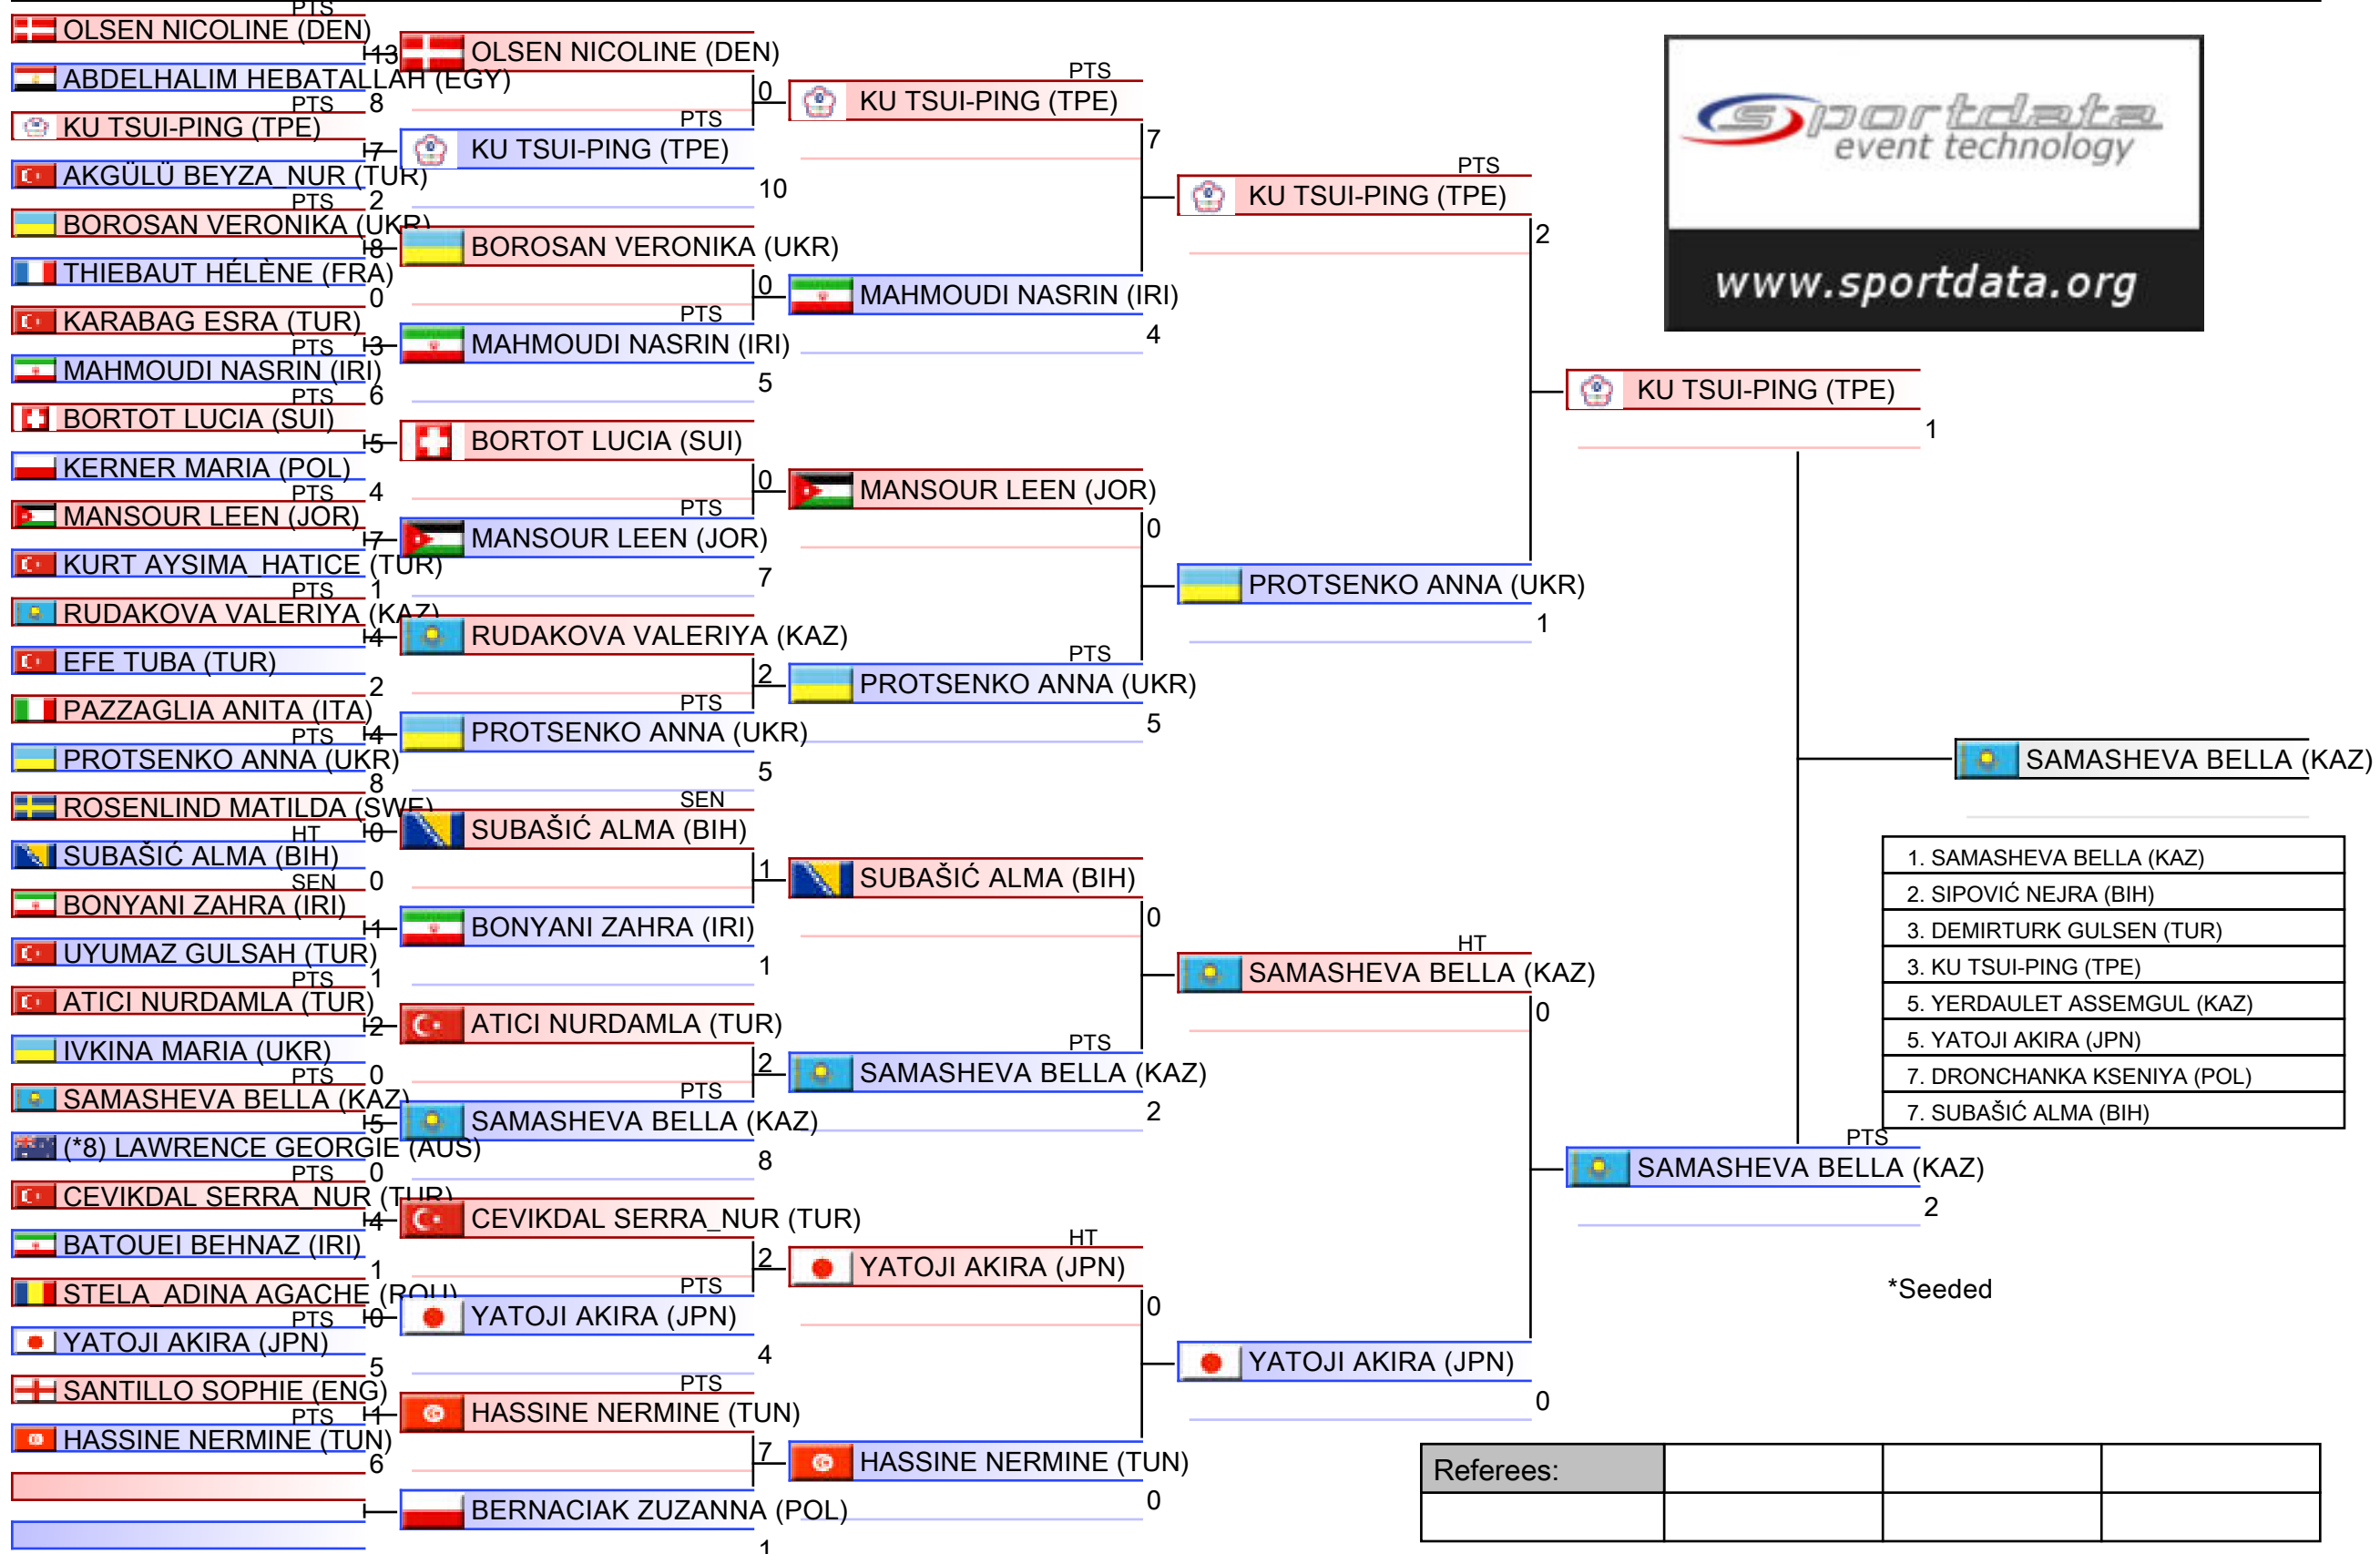 PTS
OLSEN NICOLINE (DEN)
13
ABDELHALIM HEBATALLAH (EGY)
PTS 8
KU TSUI-PING (TPE)
7
AKGÜLÜ BEYZA_NUR (TUR)
PTS 2
BOROSAN VERONIKA (UKR)
8
THIEBAUT HÉLÈNE (FRA)
0
KARABAG ESRA (TUR)
PTS 3
MAHMOUDI NASRIN (IRI)
PTS 6
BORTOT LUCIA (SUI)
5
KERNER MARIA (POL)
PTS 4
MANSOUR LEEN (JOR)
7
KURT AYSIMA_HATICE (TUR)
PTS 1
RUDAKOVA VALERIYA (KAZ)
4
EFE TUBA (TUR)
2
PAZZAGLIA ANITA (ITA)
PTS 4
PROTSENKO ANNA (UKR)
8
ROSENLIND MATILDA (SWE)
HT 0
SUBAŠIĆ ALMA (BIH)
SEN 0
BONYANI ZAHRA (IRI)
1
UYUMAZ GULSAH (TUR)
PTS 1
ATICI NURDAMLA (TUR)
2
IVKINA MARIA (UKR)
PTS 0
SAMASHEVA BELLA (KAZ)
5
(*8) LAWRENCE GEORGIE (AUS)
PTS 0
CEVIKDAL SERRA_NUR (TUR)
4
BATOUEI BEHNAZ (IRI)
1
STELA_ADINA AGACHE (ROU)
PTS 0
YATOJI AKIRA (JPN)
5
SANTILLO SOPHIE (ENG)
PTS 1
HASSINE NERMINE (TUN)
6
OLSEN NICOLINE (DEN)
0
PTS
KU TSUI-PING (TPE)
10
BOROSAN VERONIKA (UKR)
0
PTS
MAHMOUDI NASRIN (IRI)
5
BORTOT LUCIA (SUI)
0
PTS
MANSOUR LEEN (JOR)
7
RUDAKOVA VALERIYA (KAZ)
2
PTS
PROTSENKO ANNA (UKR)
5
SEN
SUBAŠIĆ ALMA (BIH)
1
BONYANI ZAHRA (IRI)
1
ATICI NURDAMLA (TUR)
2
PTS
SAMASHEVA BELLA (KAZ)
8
CEVIKDAL SERRA_NUR (TUR)
2
PTS
YATOJI AKIRA (JPN)
4
PTS
HASSINE NERMINE (TUN)
7
BERNACIAK ZUZANNA (POL)
1
PTS
KU TSUI-PING (TPE)
7
MAHMOUDI NASRIN (IRI)
4
MANSOUR LEEN (JOR)
0
PTS
PROTSENKO ANNA (UKR)
5
SUBAŠIĆ ALMA (BIH)
0
PTS
SAMASHEVA BELLA (KAZ)
2
HT
YATOJI AKIRA (JPN)
0
HASSINE NERMINE (TUN)
0
PTS
KU TSUI-PING (TPE)
2
PROTSENKO ANNA (UKR)
1
HT
SAMASHEVA BELLA (KAZ)
0
YATOJI AKIRA (JPN)
0
KU TSUI-PING (TPE)
1
PTS
SAMASHEVA BELLA (KAZ)
2
SAMASHEVA BELLA (KAZ)
sportdata
event technology
www.sportdata.org
1. SAMASHEVA BELLA (KAZ)
2. SIPOVIĆ NEJRA (BIH)
3. DEMIRTURK GULSEN (TUR)
3. KU TSUI-PING (TPE)
5. YERDAULET ASSEMGUL (KAZ)
5. YATOJI AKIRA (JPN)
7. DRONCHANKA KSENIYA (POL)
7. SUBAŠIĆ ALMA (BIH)
*Seeded
Referees: